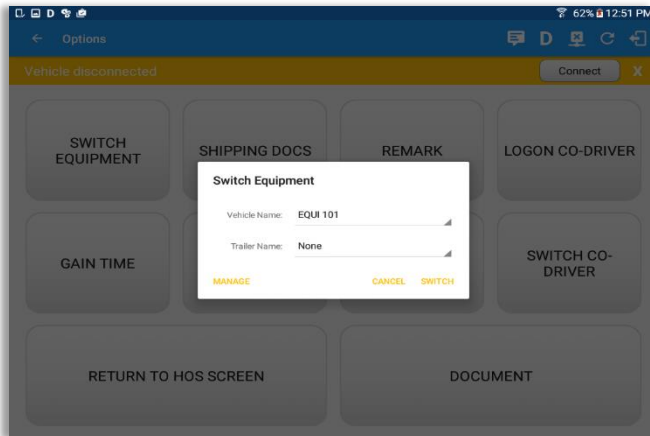 D 62% 12:51 PM
Options D
Vehicle disconnected Connect X
SWITCH
EQUIPMENT
SHIPPING DOCS
REMARK
LOGON CO-DRIVER
Switch Equipment
Vehicle Name: EQUI 101
Trailer Name: None
MANAGE CANCEL SWITCH
GAIN TIME
SWITCH CO-
DRIVER
RETURN TO HOS SCREEN
DOCUMENT